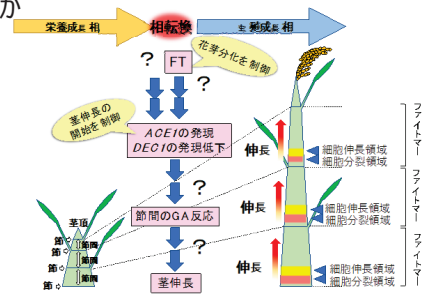 か
栄養成長 相
相転換
生 殖成長 相
?
FT
?
花芽分化を制御
茎伸長の
開始を制御
ACE1の発現
DEC1の発現低下
?
節間のGA反応
?
茎伸長
茎頂
節
節
節
節
節間
節間
節間
伸長
伸長
伸長
細胞伸長領域
細胞分裂領域
細胞伸長領域
細胞分裂領域
細胞伸長領域
細胞分裂領域
ファイトマー
ファイトマー
ファイトマー